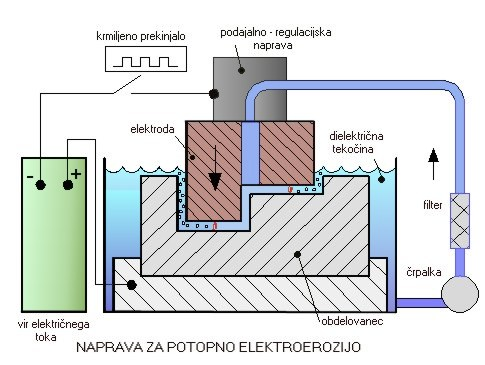 krmiljeno prekinjalo
podajalno - regulacijska
naprava
elektroda
dielektrična
tekočina
- +
filter
črpalka
vir električnega
toka
obdelovanec
NAPRAVA ZA POTOPNO ELEKTROEROZIJO